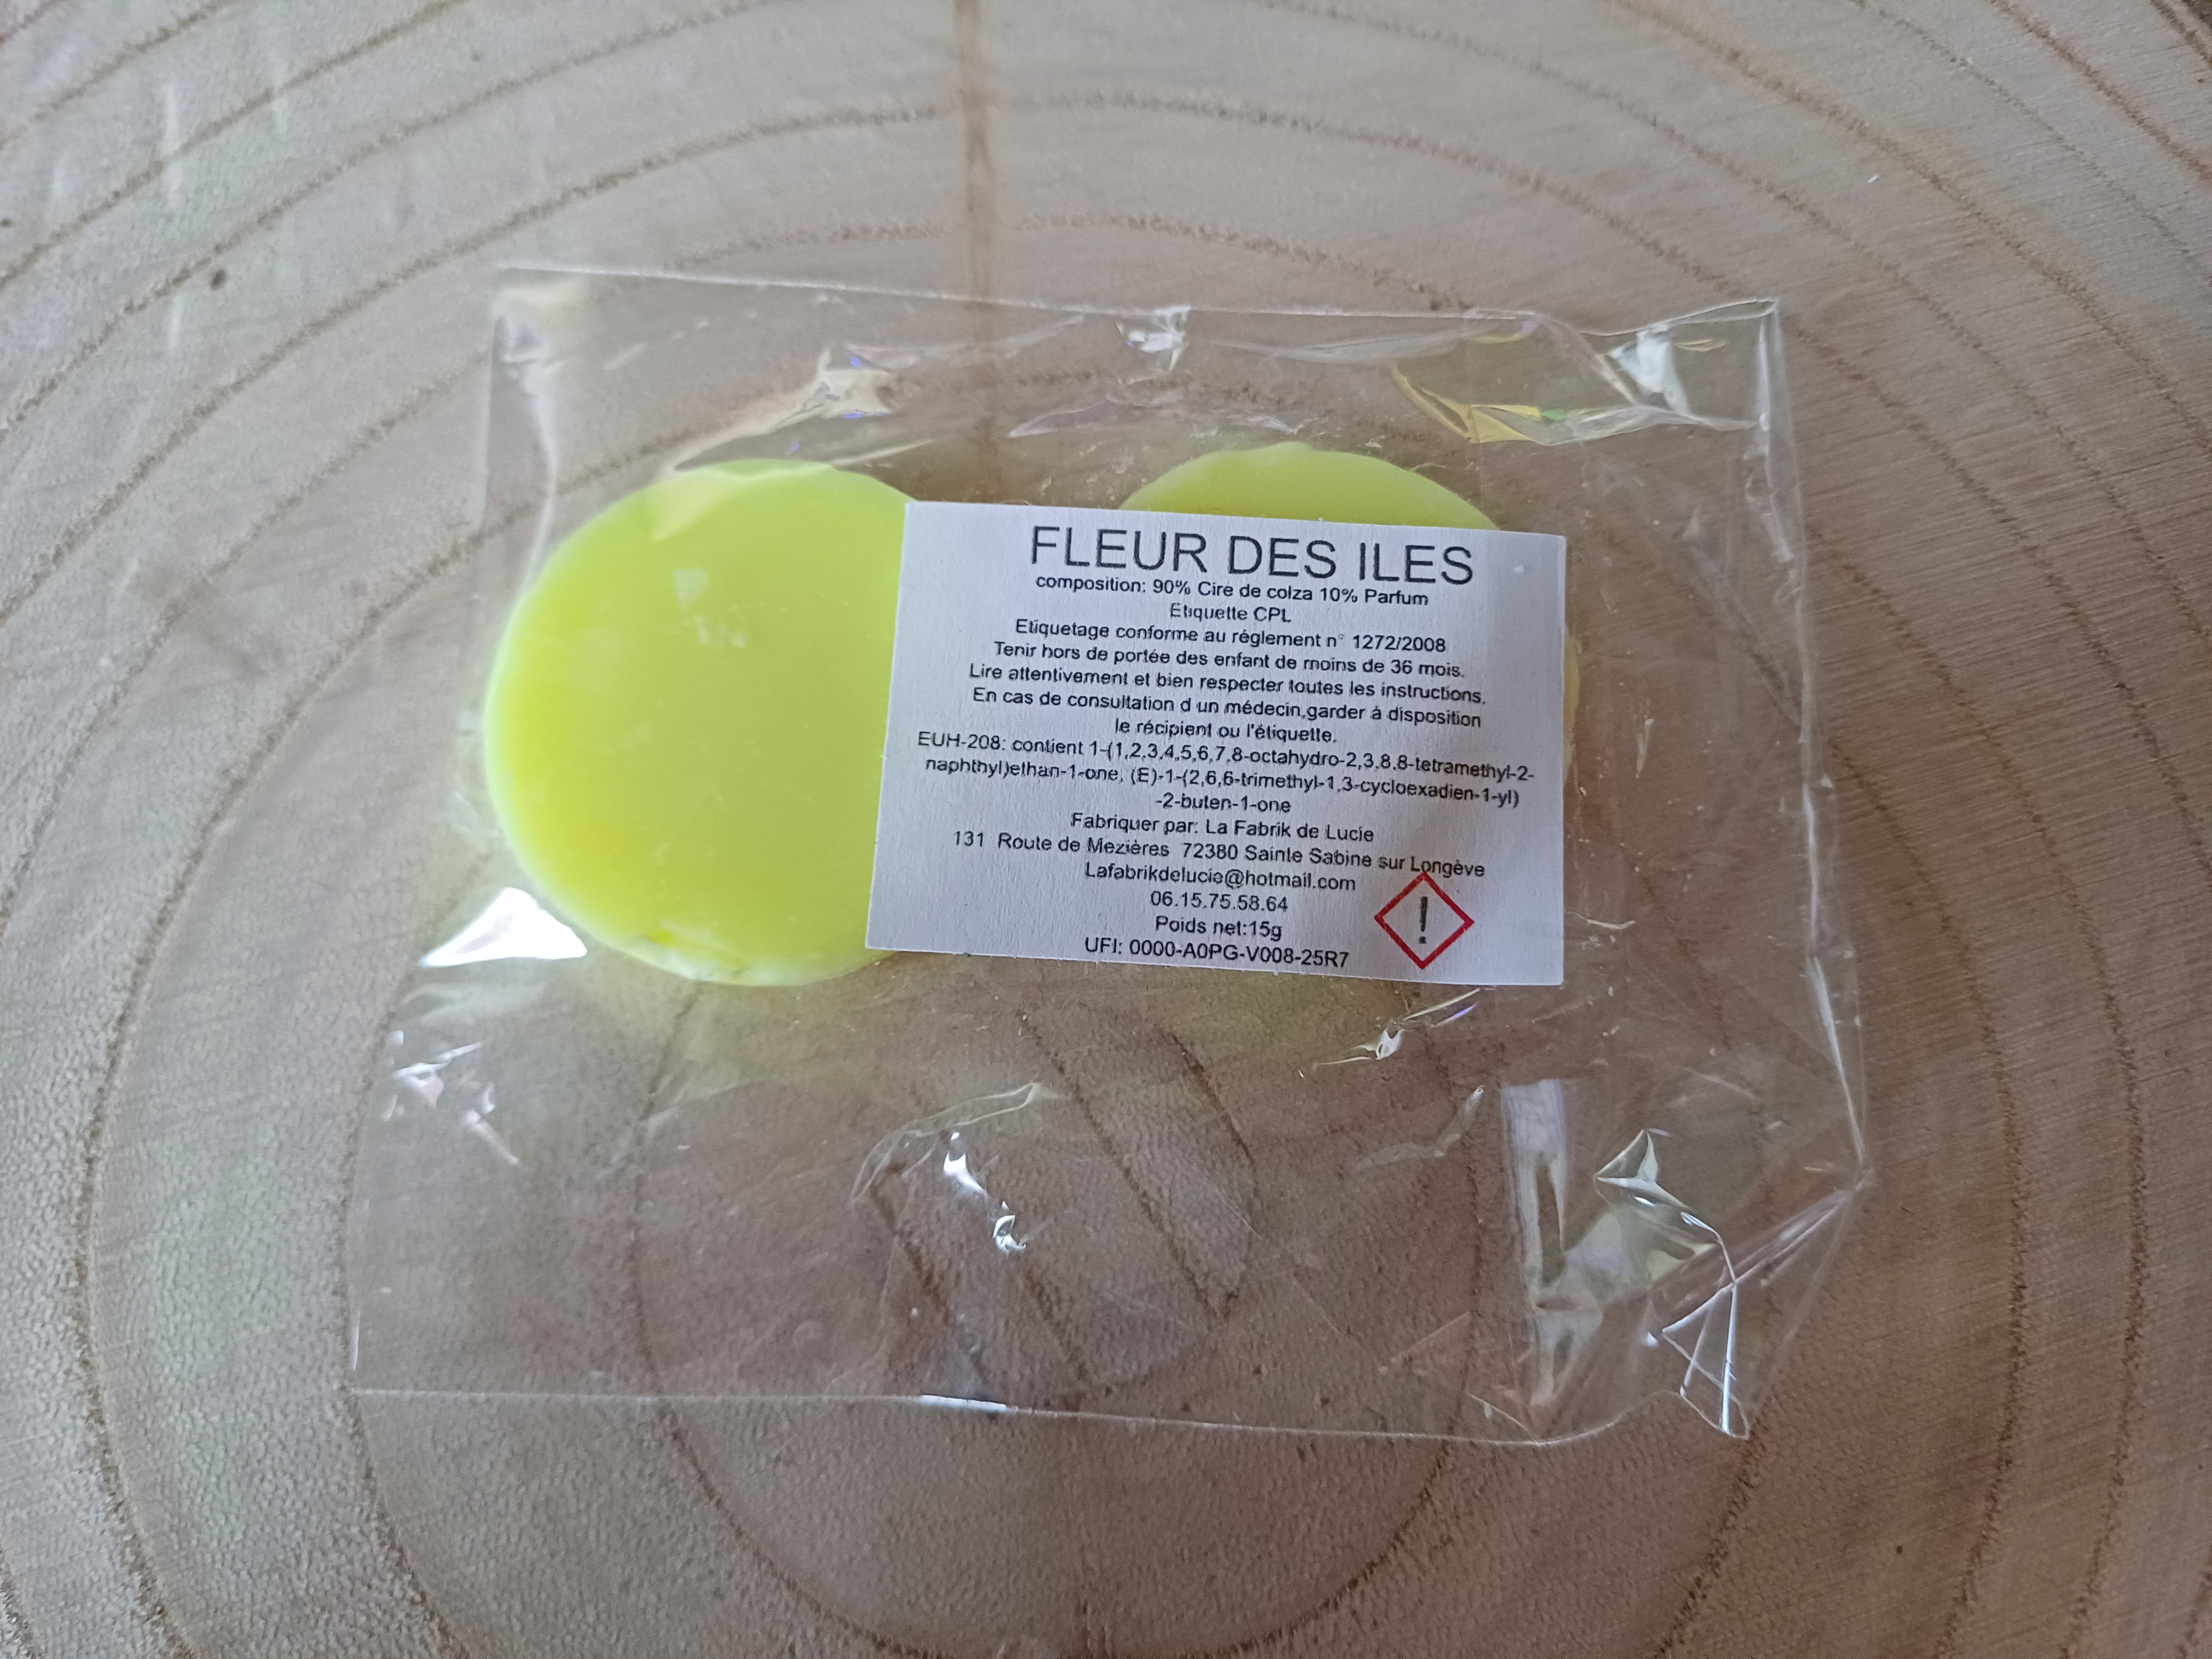 FLEUR DES ILES
composition: 90% Cire de colza 10% Parfum
Etiquette CPL
Etiquetage conforme au réglement n° 1272/2008
Tenir hors de portée des enfant de moins de 36 mois.
Lire attentivement et bien respecter toutes les instructions.
En cas de consultation d un médecin,garder à disposition
le récipient ou l'étiquette.
EUH-208: contient 1-(1,2,3,4,5,6,7,8-octahydro-2,3,8,8-tetramethyl-2-
naphthyl)ethan-1-one, (E)-1-(2,6,6-trimethyl-1,3-cycloexadien-1-yl)
-2-buten-1-one
Fabriquer par: La Fabrik de Lucie
131 Route de Mezières 72380 Sainte Sabine sur Longève
Lafabrikdelucie@hotmail.com
06.15.75.58.64
Poids net:15g
UFI: 0000-A0PG-V008-25R7
!